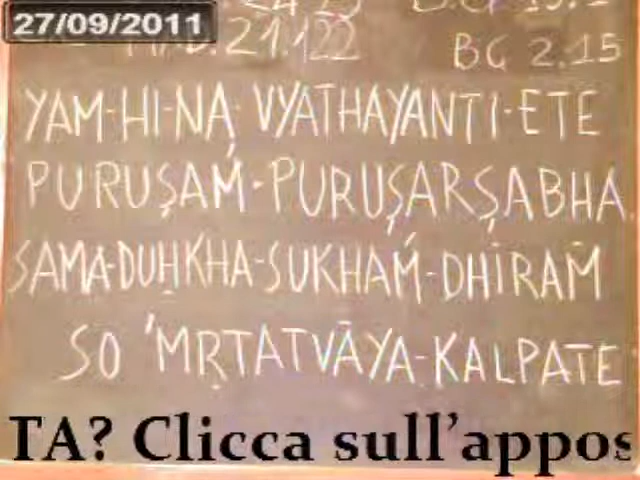 27/09/2011
21.122
BG 2.15
YAM-HI-NA VYATHAYANTI-ETE
PURUṢAṀ-PURUṢARṢABHA
SAMA-DUḤKHA-SUKHAṀ-DHĪRAṀ
SO 'MṚTATVĀYA-KALPATE
TA? Clicca sull'appos